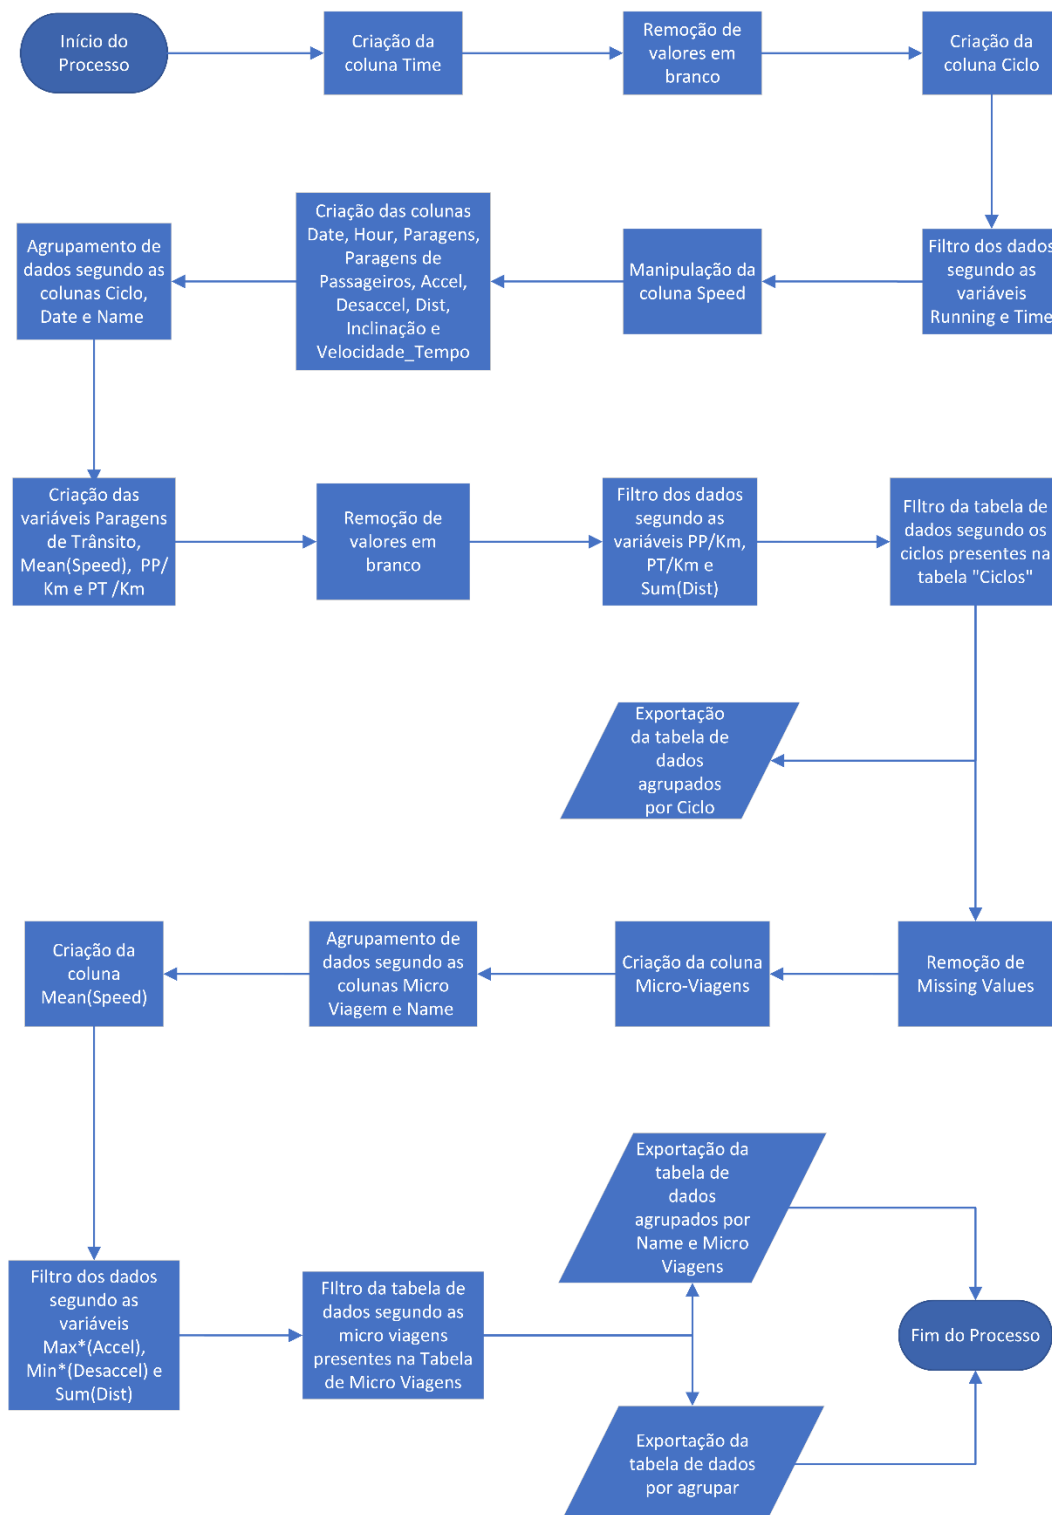 Início do
Processo
Criação da
coluna Time
Remoção de
valores em
branco
Criação da
coluna Ciclo
Filtro dos dados
segundo as
variáveis
Running e Time
Manipulação da
coluna Speed
Criação das colunas
Date, Hour, Paragens,
Paragens de
Passageiros, Accel,
Desaccel, Dist,
Inclinação e
Velocidade_Tempo
Agrupamento de
dados segundo as
colunas Ciclo,
Date e Name
Criação das
variáveis Paragens
de Trânsito,
Mean(Speed), PP/
Km e PT /Km
Remoção de
valores em
branco
Filtro dos dados
segundo as
variáveis PP/Km,
PT/Km e
Sum(Dist)
FIltro da tabela de
dados segundo os
ciclos presentes na
tabela "Ciclos"
Exportação
da tabela de
dados
agrupados
por Ciclo
Remoção de
Missing Values
Criação da coluna
Micro-Viagens
Agrupamento de
dados segundo as
colunas Micro
Viagem e Name
Criação da
coluna
Mean(Speed)
Filtro dos dados
segundo as
variáveis
Max*(Accel),
Min*(Desaccel) e
Sum(Dist)
FIltro da tabela de
dados segundo as
micro viagens
presentes na Tabela
de Micro Viagens
Exportação da
tabela de
dados
agrupados por
Name e Micro
Viagens
Exportação da
tabela de dados
por agrupar
Fim do Processo